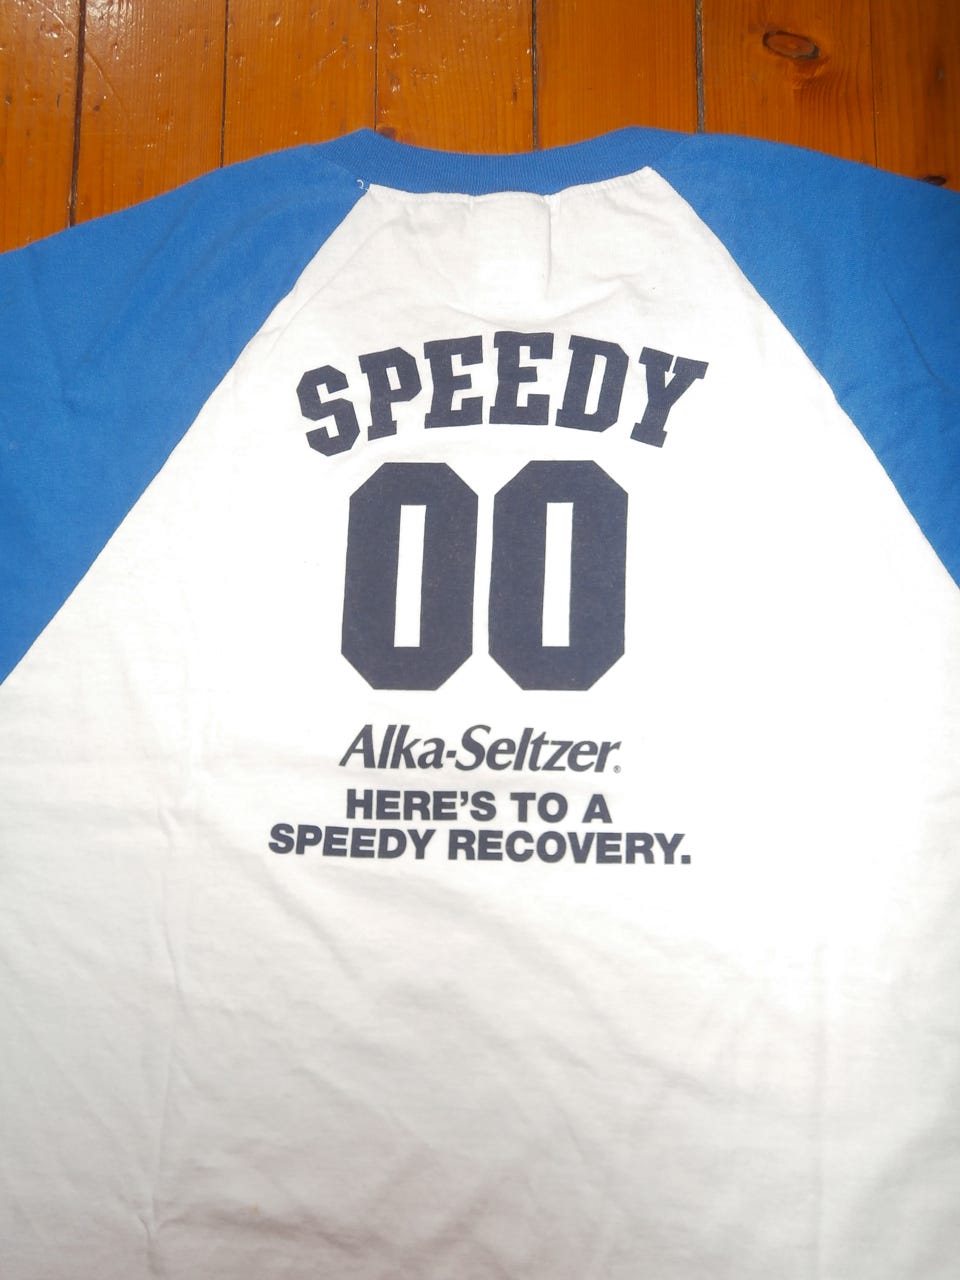 SPEEDY
00
Alka-Seltzer®
HERE'S TO A
SPEEDY RECOVERY.